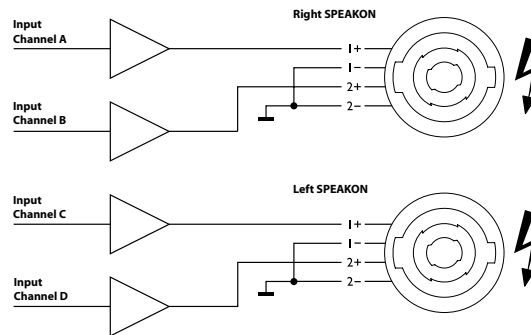 Right SPEAKON
Input
Channel A
1+
1−
2+
2−
Input
Channel B
Left SPEAKON
Input
Channel C
1+
1−
2+
2−
Input
Channel D